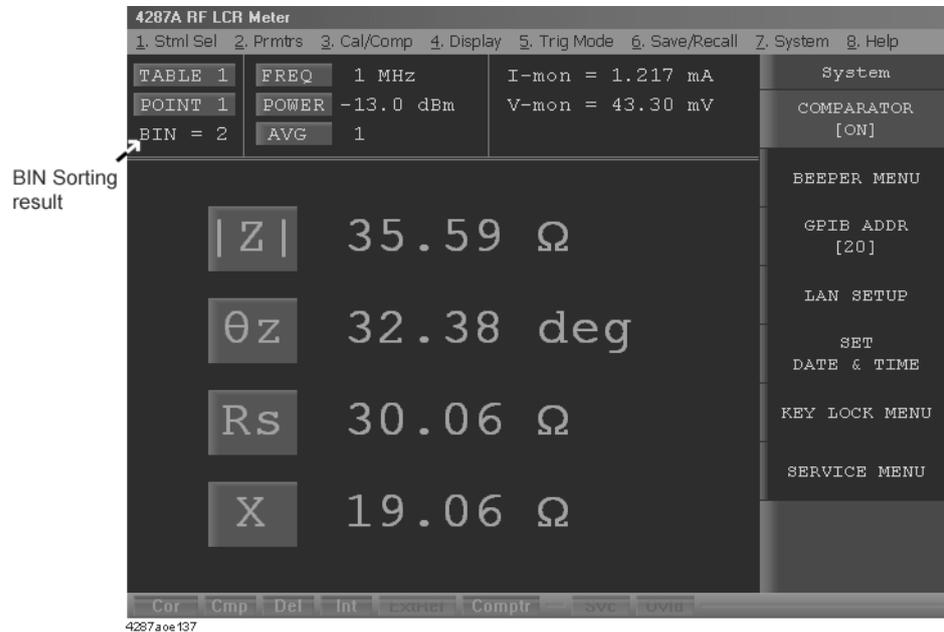 4287A RF LCR Meter
1. Stml Sel 2. Prmtrs 3. Cal/Comp 4. Display 5. Trig Mode 6. Save/Recall 7. System 8. Help
TABLE 1 FREQ 1 MHz I-mon = 1.217 mA
POINT 1 POWER -13.0 dBm V-mon = 43.30 mV
BIN = 2 AVG 1
BIN Sorting
result
|Z| 35.59 Ω
θz 32.38 deg
Rs 30.06 Ω
X 19.06 Ω
System
COMPARATOR
[ON]
BEEPER MENU
GPIB ADDR
[20]
LAN SETUP
SET
DATE & TIME
KEY LOCK MENU
SERVICE MENU
Cor Cmp Del Int ExtRef Comptr Svc Ovld
4287aoe137